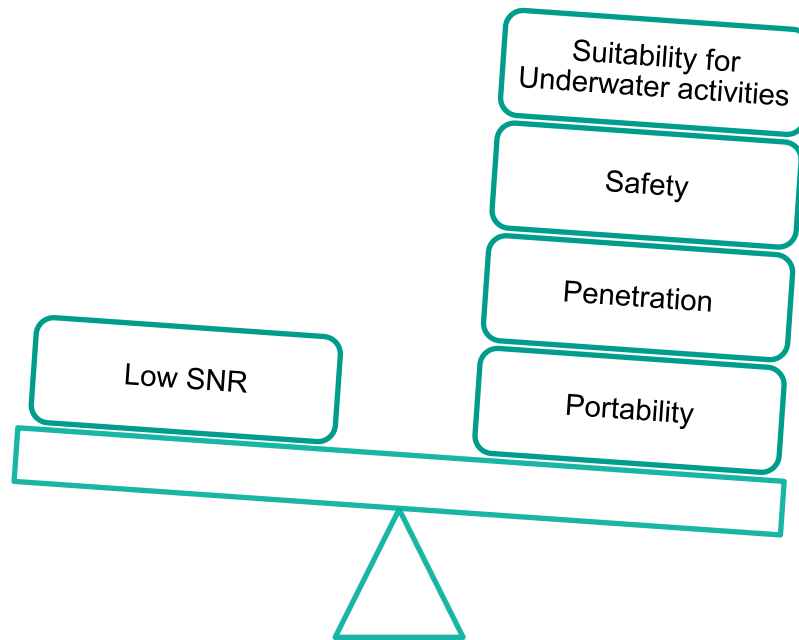 Suitability for
Underwater activities
Safety
Penetration
Low SNR
Portability